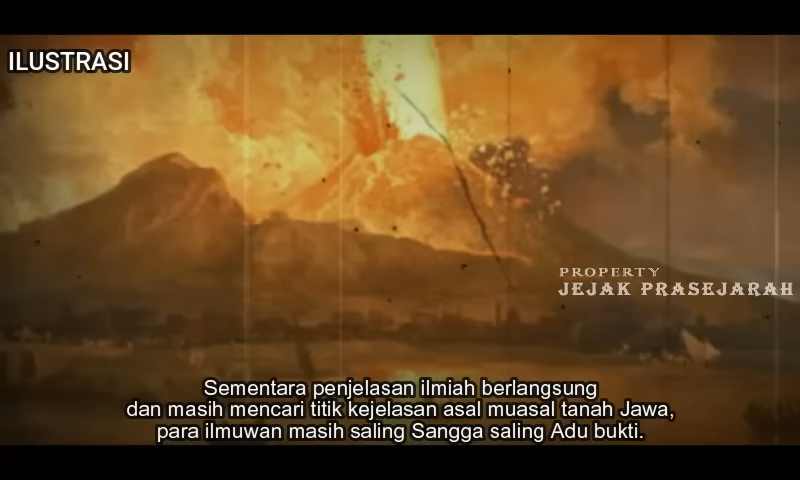 ILUSTRASI
PROPERTY
JEJAK PRASEJARAH
Sementara penjelasan ilmiah berlangsung
dan masih mencari titik kejelasan asal muasal tanah Jawa,
para ilmuwan masih saling Sangga saling Adu bukti.